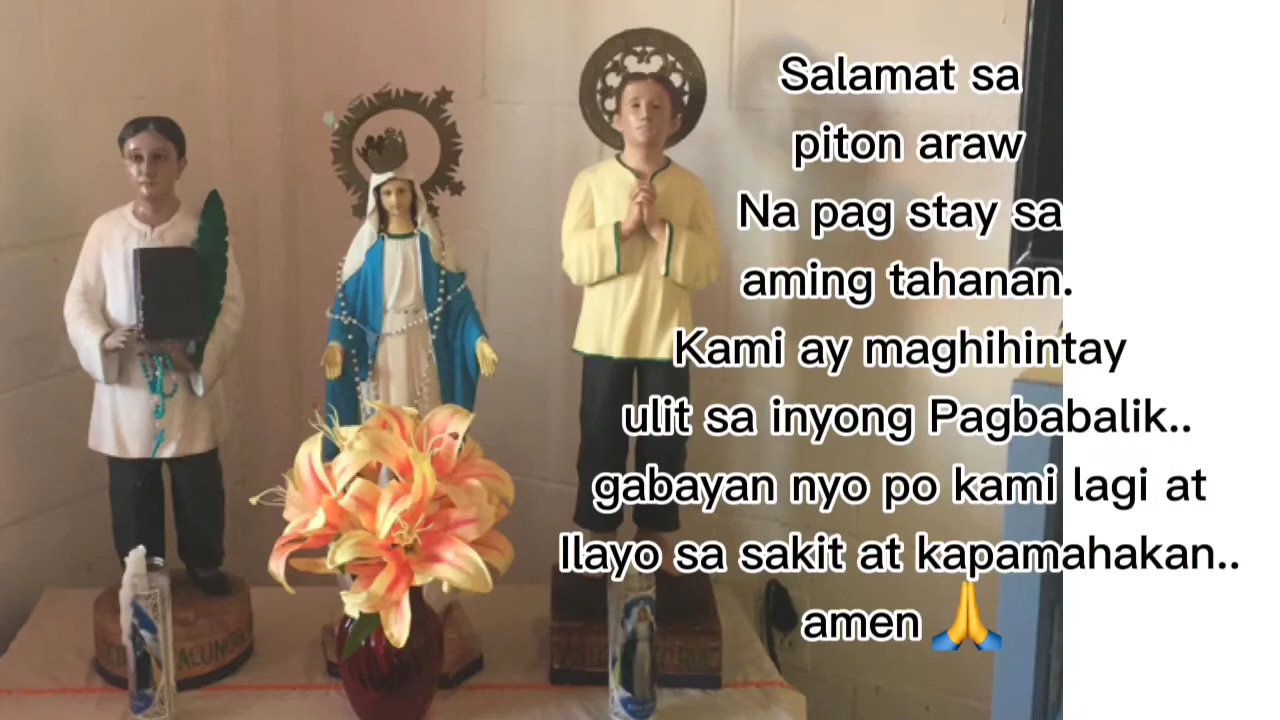 Salamat sa
piton araw
Na pag stay sa
aming tahanan.
Kami ay maghihintay
ulit sa inyong Pagbabalik..
gabayan nyo po kami lagi at
Ilayo sa sakit at kapamahakan..
amen 🙏